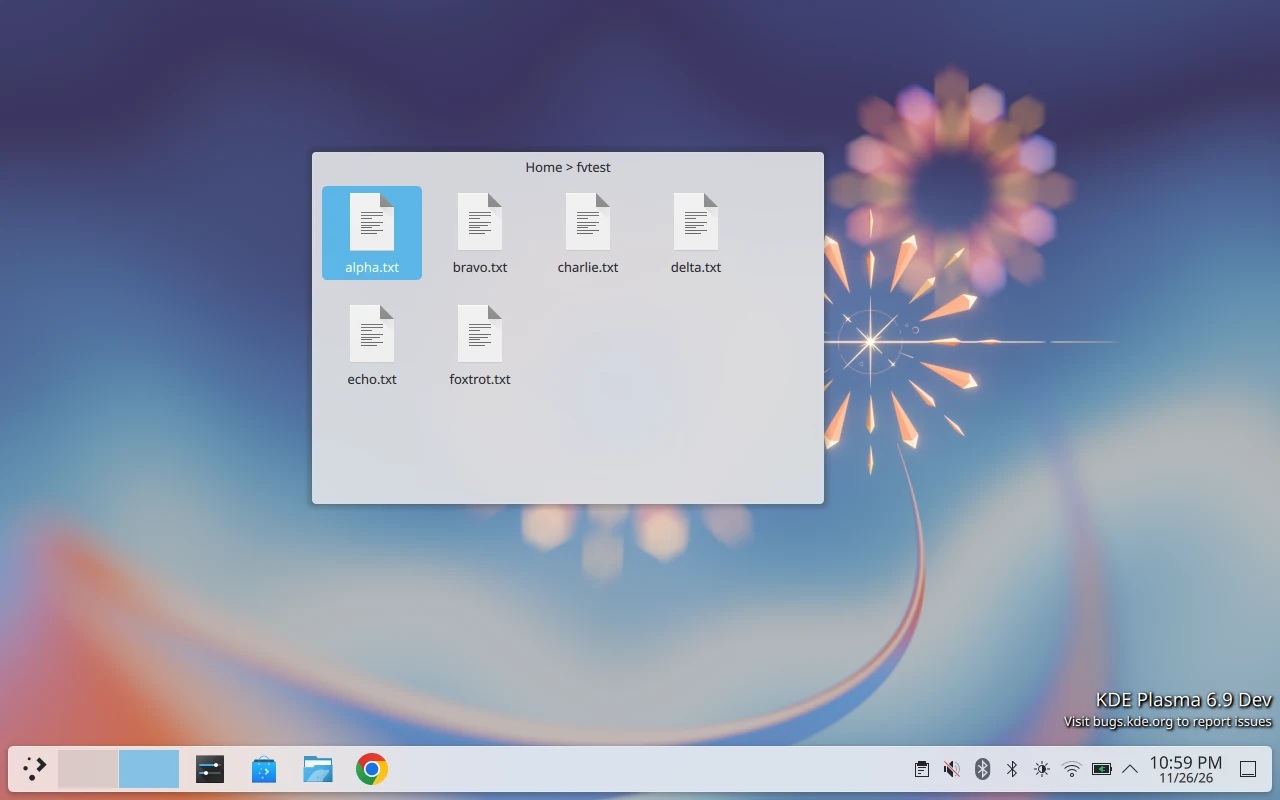 Home > fvtest
alpha.txt
bravo.txt
charlie.txt
delta.txt
echo.txt
foxtrot.txt
KDE Plasma 6.9 Dev
Visit bugs.kde.org to report issues
10:59 PM
11/26/26